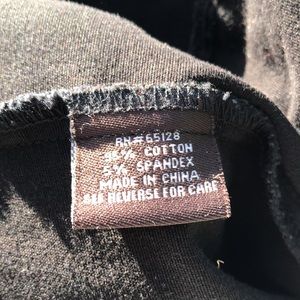 RN#65128
95% COTTON
5% SPANDEX
MADE IN CHINA
SEE REVERSE FOR CARE